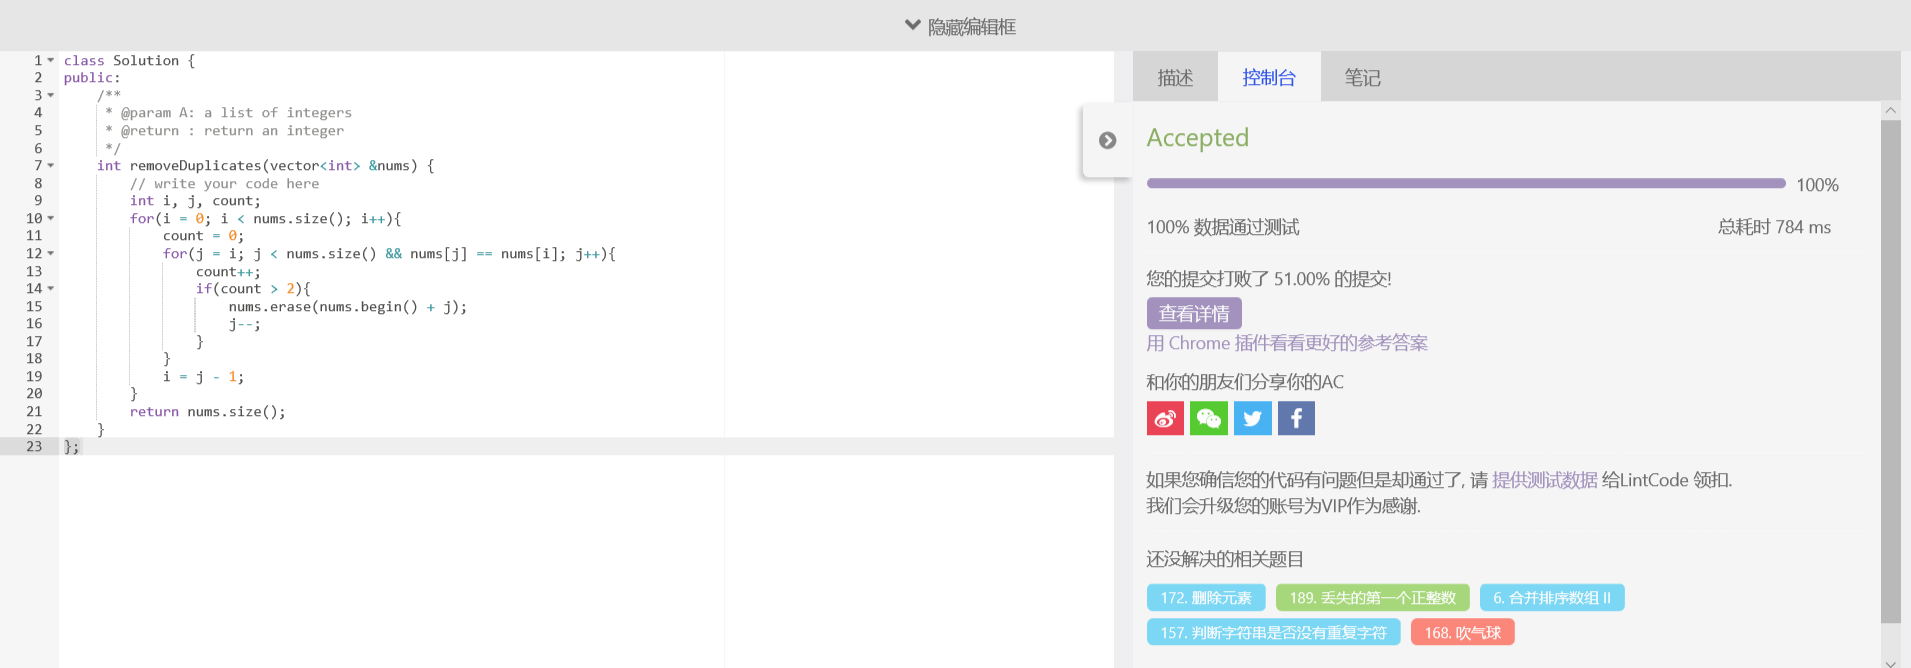 隐藏编辑框
1 class Solution {
2 public:
3     /**
4      * @param A: a list of integers
5      * @return : return an integer
6      */
7     int removeDuplicates(vector<int> &nums) {
8         // write your code here
9         int i, j, count;
10         for(i = 0; i < nums.size(); i++){
11             count = 0;
12             for(j = i; j < nums.size() && nums[j] == nums[i]; j++){
13                 count++;
14                 if(count > 2){
15                     nums.erase(nums.begin() + j);
16                     j--;
17                 }
18             }
19             i = j - 1;
20         }
21         return nums.size();
22     }
23 };
描述 控制台 笔记
Accepted
100%
100% 数据通过测试 总耗时 784 ms
您的提交打败了 51.00% 的提交!
查看详情
用 Chrome 插件看看更好的参考答案
和你的朋友们分享你的AC
如果您确信您的代码有问题但是却通过了, 请 提供测试数据 给LintCode 领扣.
我们会升级您的账号为VIP作为感谢.
还没解决的相关题目
172. 删除元素 189. 丢失的第一个正整数 6. 合并排序数组 II
157. 判断字符串是否没有重复字符 168. 吹气球